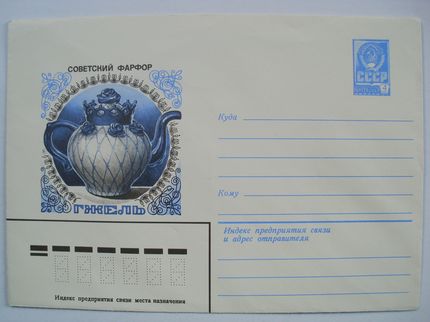 СОВЕТСКИЙ ФАРФОР
ГЖЕЛЬ
СССР
Куда
Кому
Индекс предприятия связи
и адрес отправителя
Индекс предприятия связи места назначения